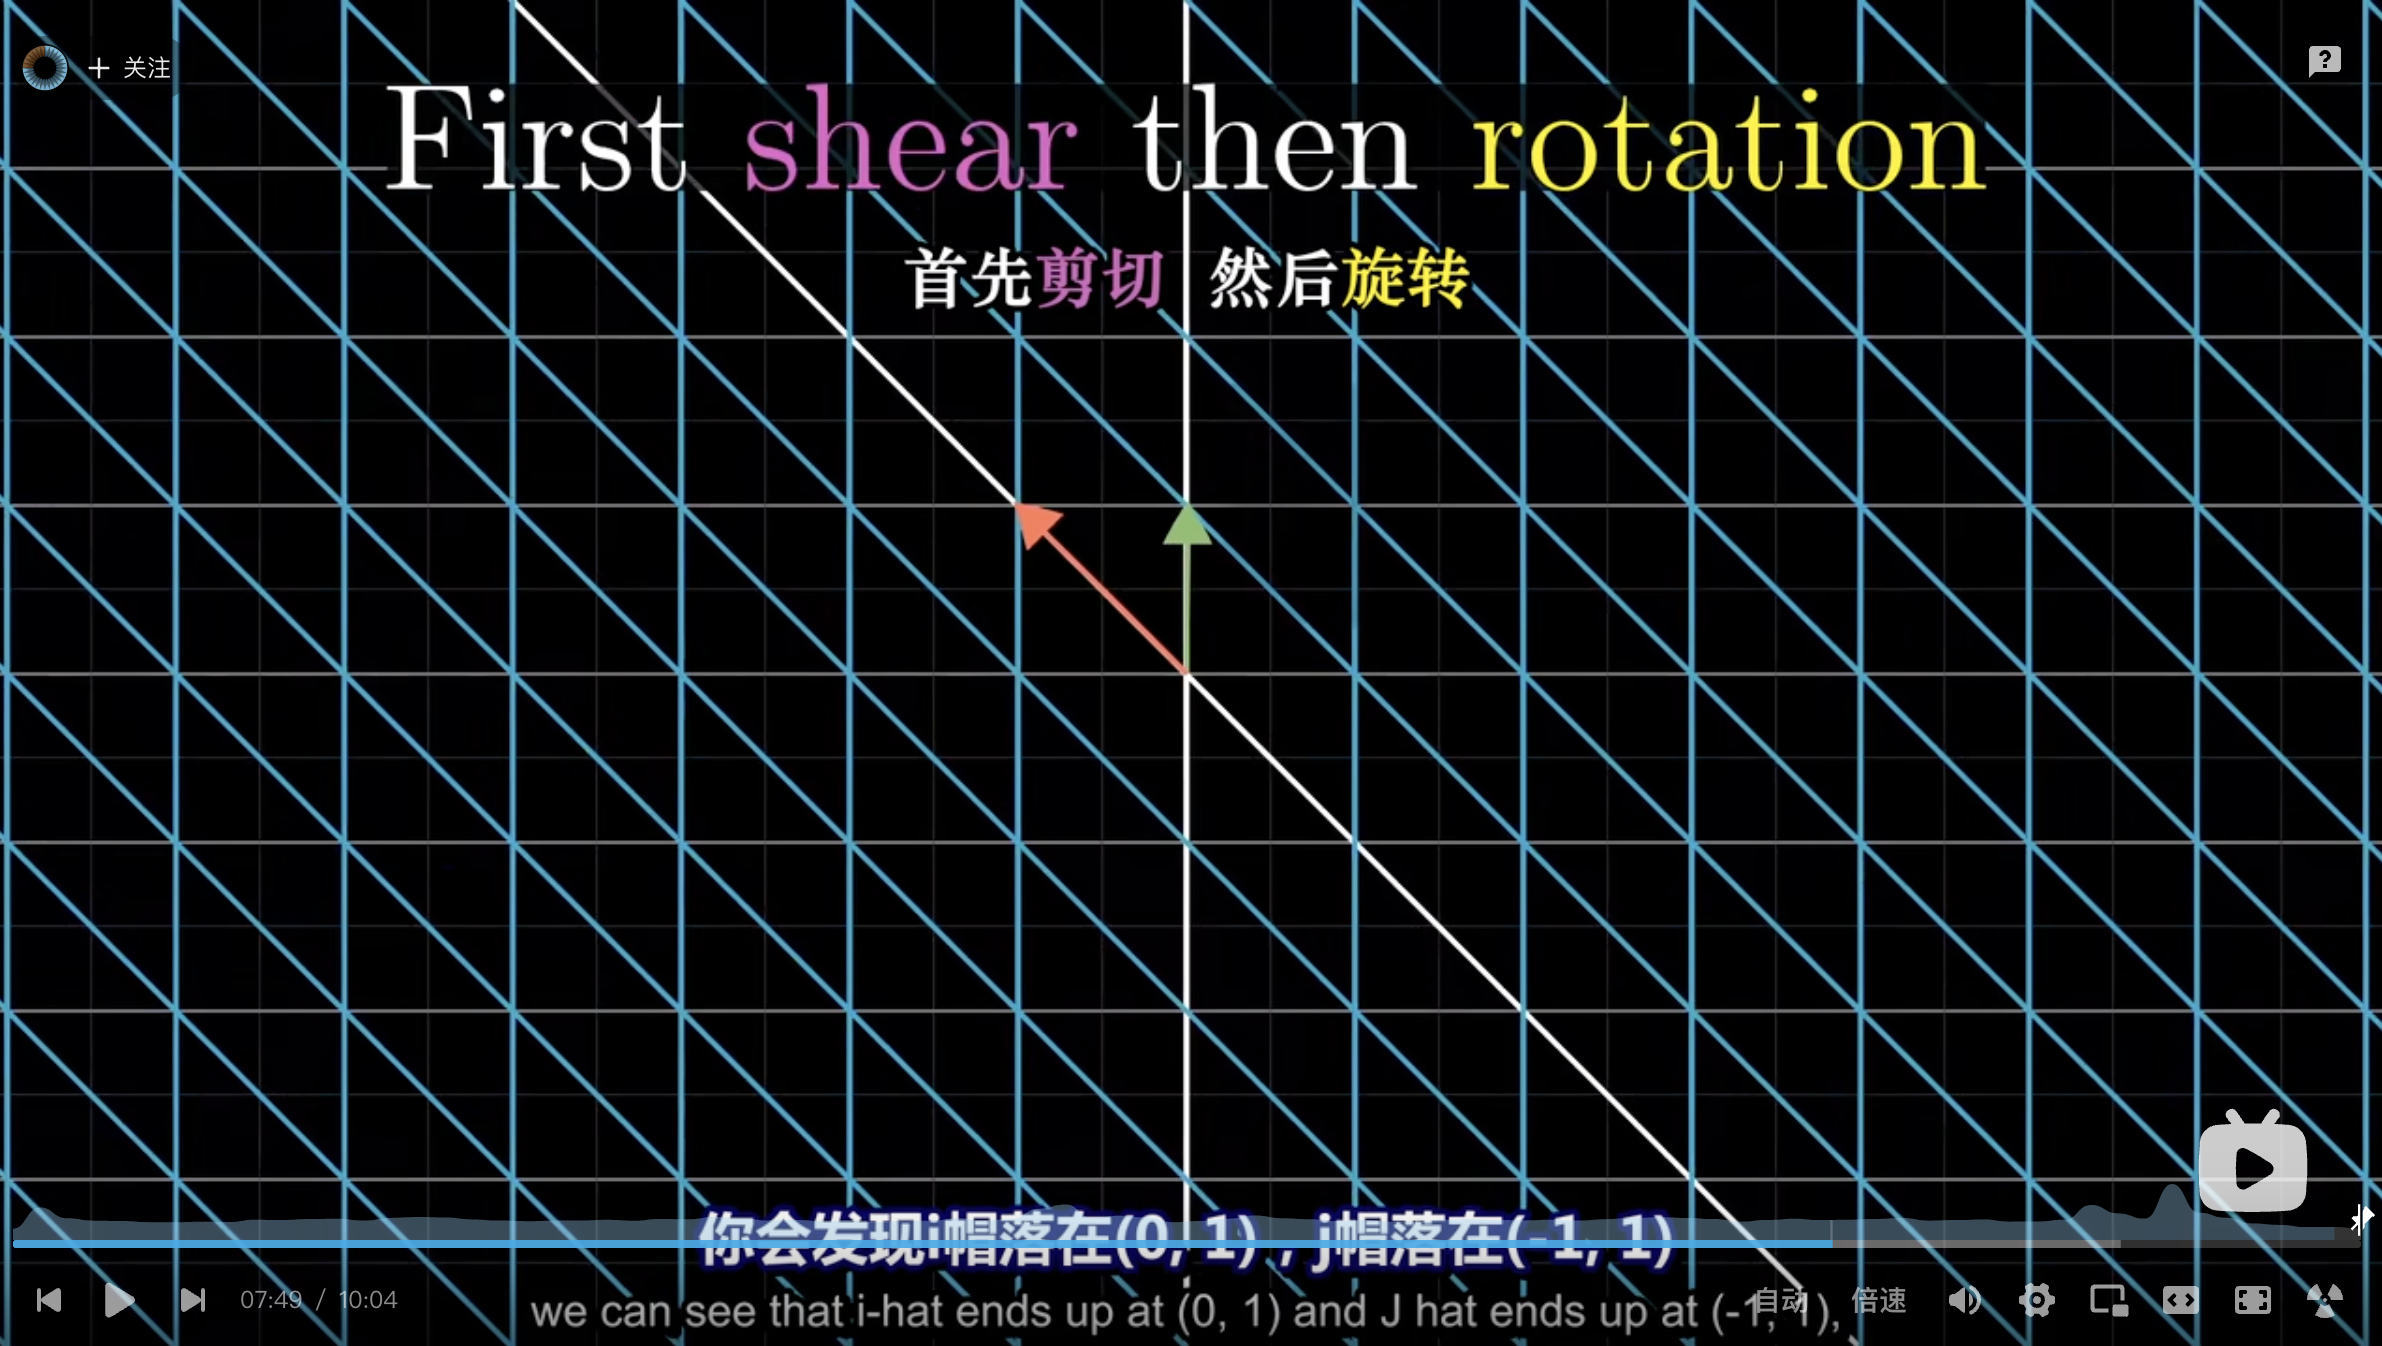 + 关注
First shear then rotation
首先剪切 然后旋转
你会发现i帽落在(0, 1)，j帽落在(-1, 1)
we can see that i-hat ends up at (0, 1) and J hat ends up at (-1, 1),
07:49 / 10:04
自动
倍速